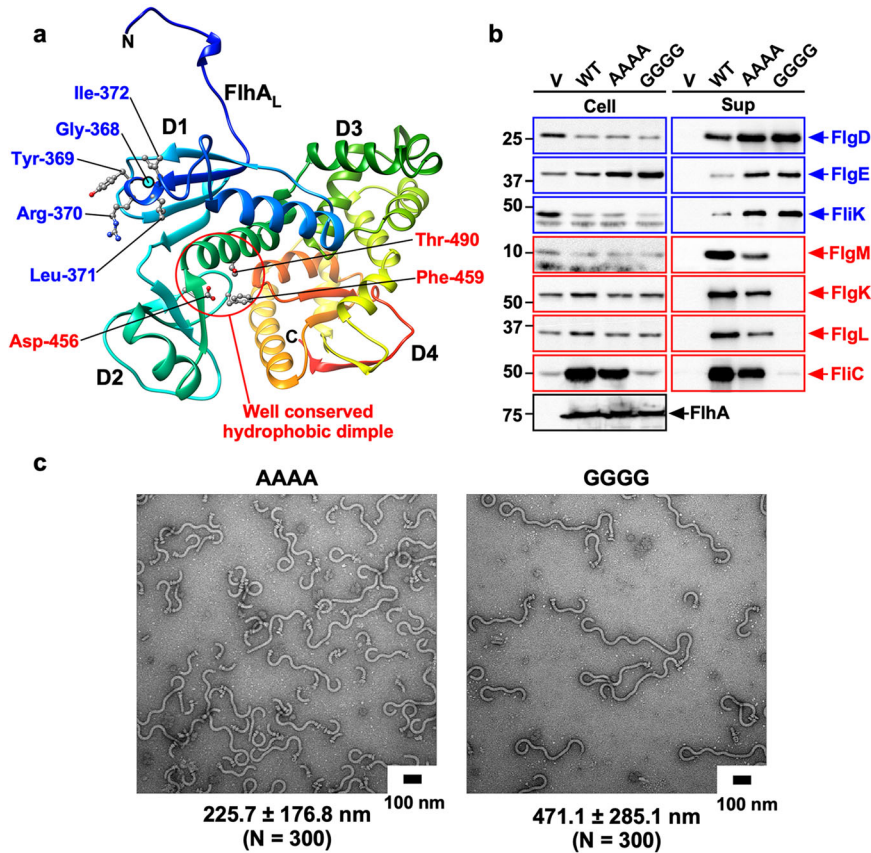 a
N
Ile-372
FlhAL
Gly-368
D1
D3
Tyr-369
Arg-370
Thr-490
Leu-371
Phe-459
Asp-456
C
D4
D2
Well conserved
hydrophobic dimple
b
V WT AAAA GGGG V WT AAAA GGGG
Cell Sup
25 FlgD
37 FlgE
50 FliK
10 FlgM
50 FlgK
37 FlgL
50 FliC
75 FlhA
c
AAAA GGGG
100 nm 100 nm
225.7 ± 176.8 nm 471.1 ± 285.1 nm
(N = 300) (N = 300)